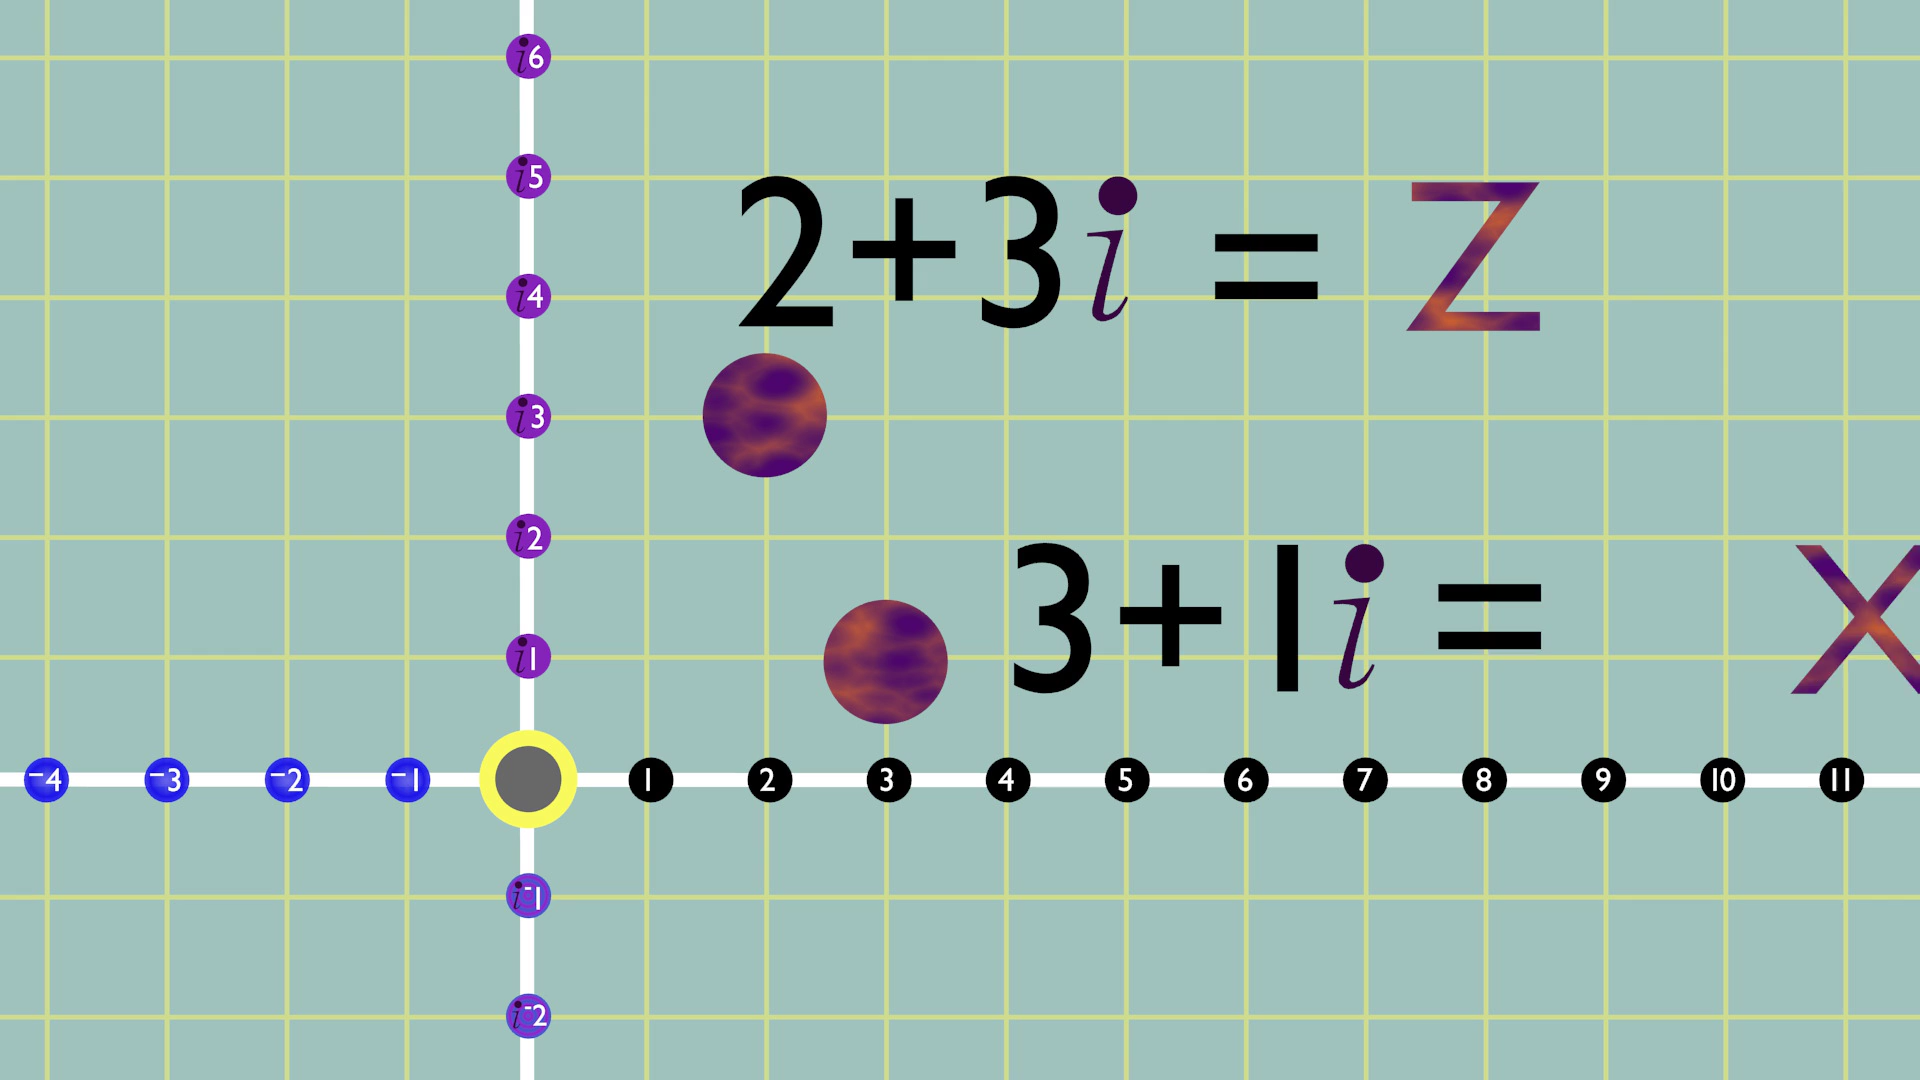 i6
i5
2+3i = Z
i4
i3
i2
3+1i = X
i1
−4 −3 −2 −1 1 2 3 4 5 6 7 8 9 10 11
i−1
i−2